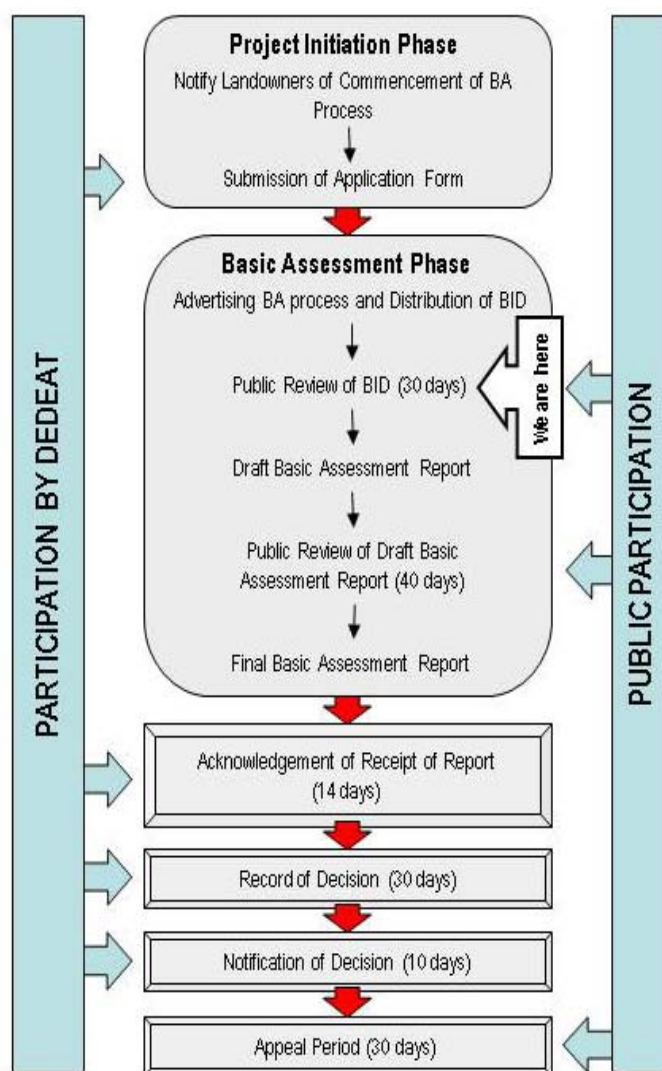 Project Initiation Phase
Notify Landowners of Commencement of BA
Process
Submission of Application Form
Basic Assessment Phase
Advertising BA process and Distribution of BID
Public Review of BID (30 days)
We are here
Draft Basic Assessment Report
Public Review of Draft Basic
Assessment Report (40 days)
Final Basic Assessment Report
Acknowledgement of Receipt of Report
(14 days)
Record of Decision (30 days)
Notification of Decision (10 days)
Appeal Period (30 days)
PARTICIPATION BY DEDEAT
PUBLIC PARTICIPATION